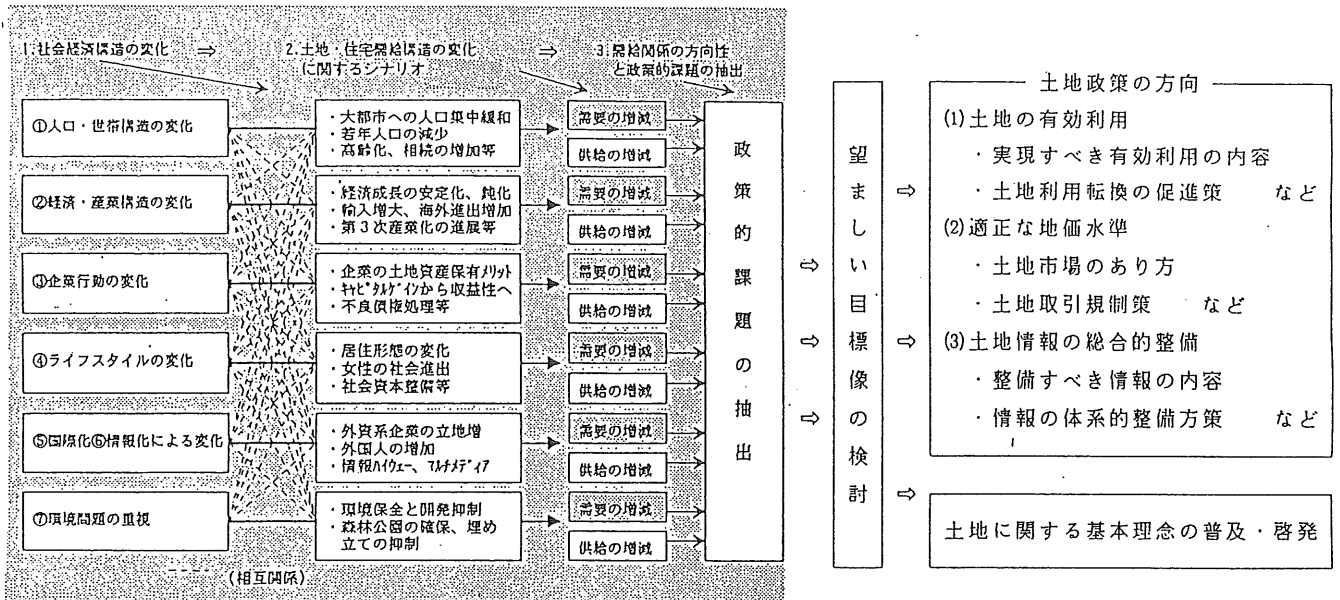 1.社会経済構造の変化 ⇒ 2.土地・住宅需給構造の変化に関するシナリオ ⇒ 3.需給関係の方向性と政策的課題の抽出
①人口・世帯構造の変化
・大都市への人口集中緩和
・若年人口の減少
・高齢化、相続の増加等
需要の増減
供給の増減
②経済・産業構造の変化
・経済成長の安定化、鈍化
・輸入増大、海外進出増加
・第3次産業化の進展等
需要の増減
供給の増減
③企業行動の変化
・企業の土地資産保有メリット
・キャピタルゲインから収益性へ
・不良債権処理等
需要の増減
供給の増減
④ライフスタイルの変化
・居住形態の変化
・女性の社会進出
・社会資本整備等
需要の増減
供給の増減
⑤国際化⑥情報化による変化
・外資系企業の立地増
・外国人の増加
・情報ハイウェー、マルチメディア
需要の増減
供給の増減
⑦環境問題の重視
・環境保全と開発抑制
・森林公園の確保、埋め
立ての抑制
需要の増減
供給の増減
(相互関係)
政策的課題の抽出
⇨
⇨
⇨
望ましい目標像の検討
⇨
⇨
⇨
土地政策の方向
(1)土地の有効利用
・実現すべき有効利用の内容
・土地利用転換の促進策 など
(2)適正な地価水準
・土地市場のあり方
・土地取引規制策 など
(3)土地情報の総合的整備
・整備すべき情報の内容
・情報の体系的整備方策 など
土地に関する基本理念の普及・啓発